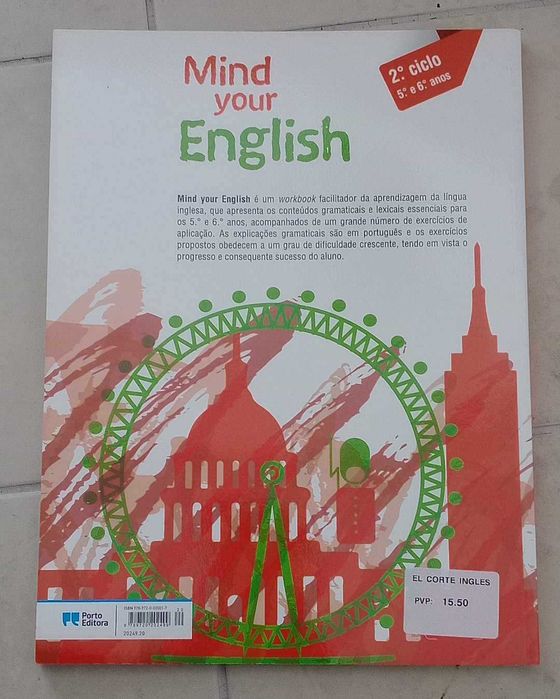 Mind
your
English
2.º ciclo
5.º e 6.º anos
Mind your English é um workbook facilitador da aprendizagem da língua
inglesa, que apresenta os conteúdos gramaticais e lexicais essenciais para
os 5.º e 6.º anos, acompanhados de um grande número de exercícios de
aplicação. As explicações gramaticais são em português e os exercícios
propostos obedecem a um grau de dificuldade crescente, tendo em vista o
progresso e consequente sucesso do aluno.
EL CORTE INGLES
PVP: 15.50
Porto
Editora
ISBN
20249.20